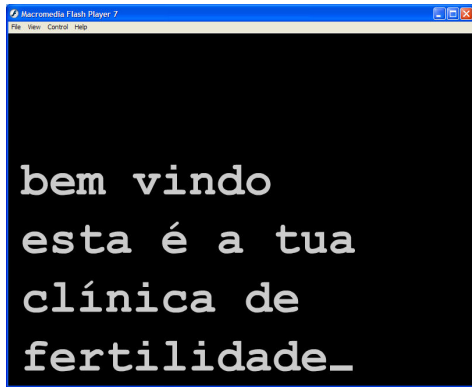 Macromedia Flash Player 7
File View Control Help
bem vindo
esta é a tua
clínica de
fertilidade_